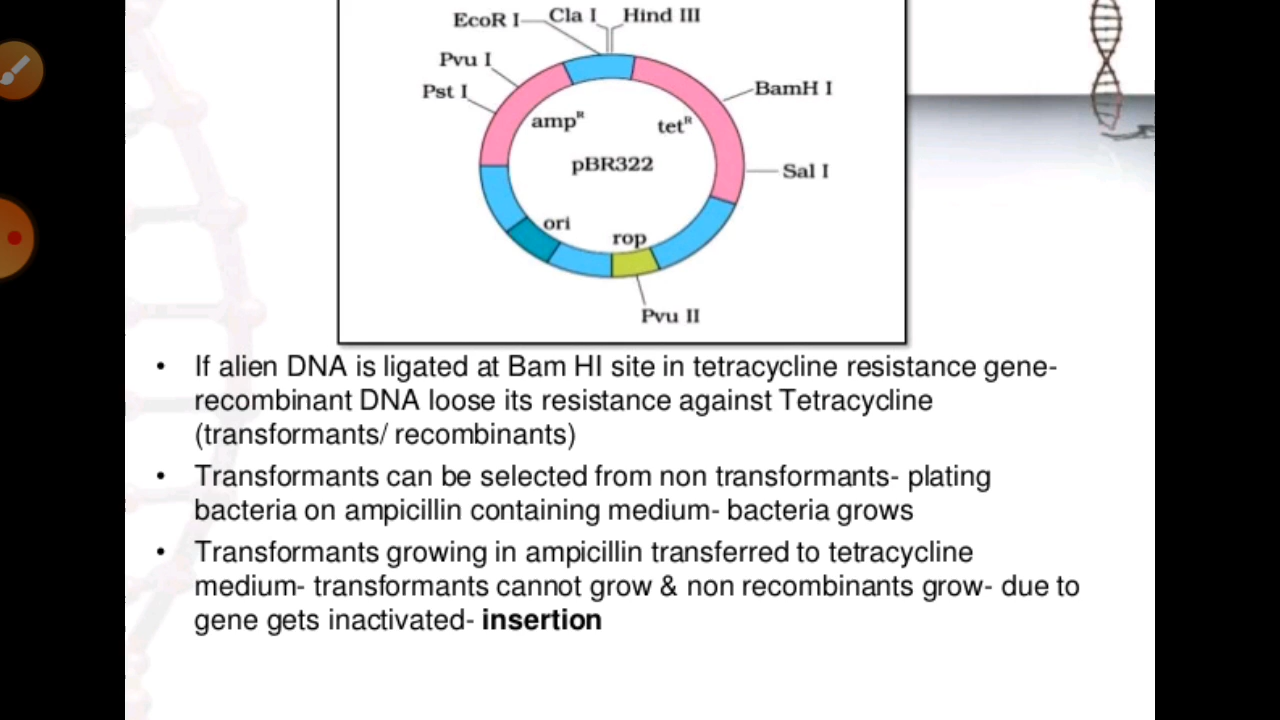 EcoR I
Cla I
Hind III
Pvu I
Pst I
BamH I
ampR
tetR
pBR322
Sal I
ori
rop
Pvu II
• If alien DNA is ligated at Bam HI site in tetracycline resistance gene-
recombinant DNA loose its resistance against Tetracycline
(transformants/ recombinants)
• Transformants can be selected from non transformants- plating
bacteria on ampicillin containing medium- bacteria grows
• Transformants growing in ampicillin transferred to tetracycline
medium- transformants cannot grow & non recombinants grow- due to
gene gets inactivated- insertion